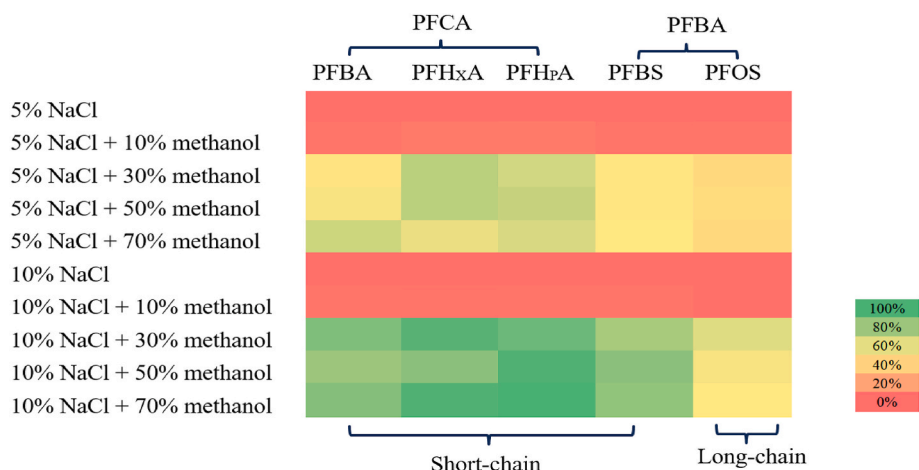 PFCA PFBA
PFBA PFHxA PFHpA PFBS PFOS
5% NaCl
5% NaCl + 10% methanol
5% NaCl + 30% methanol
5% NaCl + 50% methanol
5% NaCl + 70% methanol
10% NaCl
10% NaCl + 10% methanol
10% NaCl + 30% methanol
10% NaCl + 50% methanol
10% NaCl + 70% methanol
100%
80%
60%
40%
20%
0%
Short-chain Long-chain